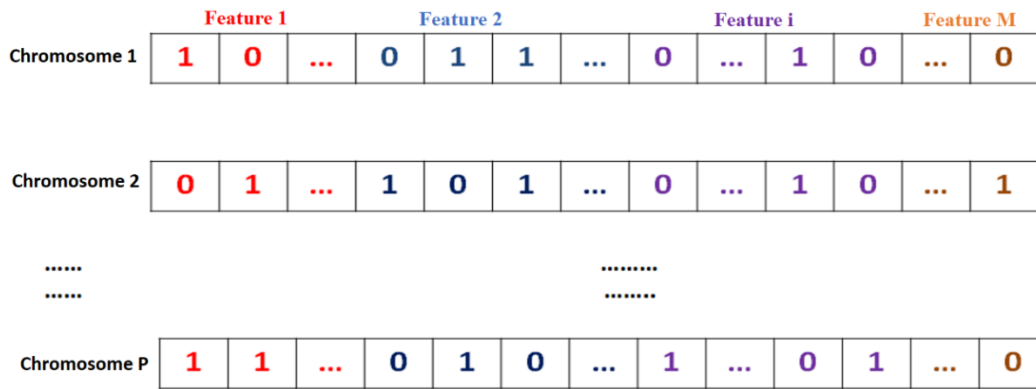 Feature 1 Feature 2 Feature i Feature M
Chromosome 1 1 0 ... 0 1 1 ... 0 ... 1 0 ... 0
Chromosome 2 0 1 ... 1 0 1 ... 0 ... 1 0 ... 1
...... .........
...... ........
Chromosome P 1 1 ... 0 1 0 ... 1 ... 0 1 ... 0